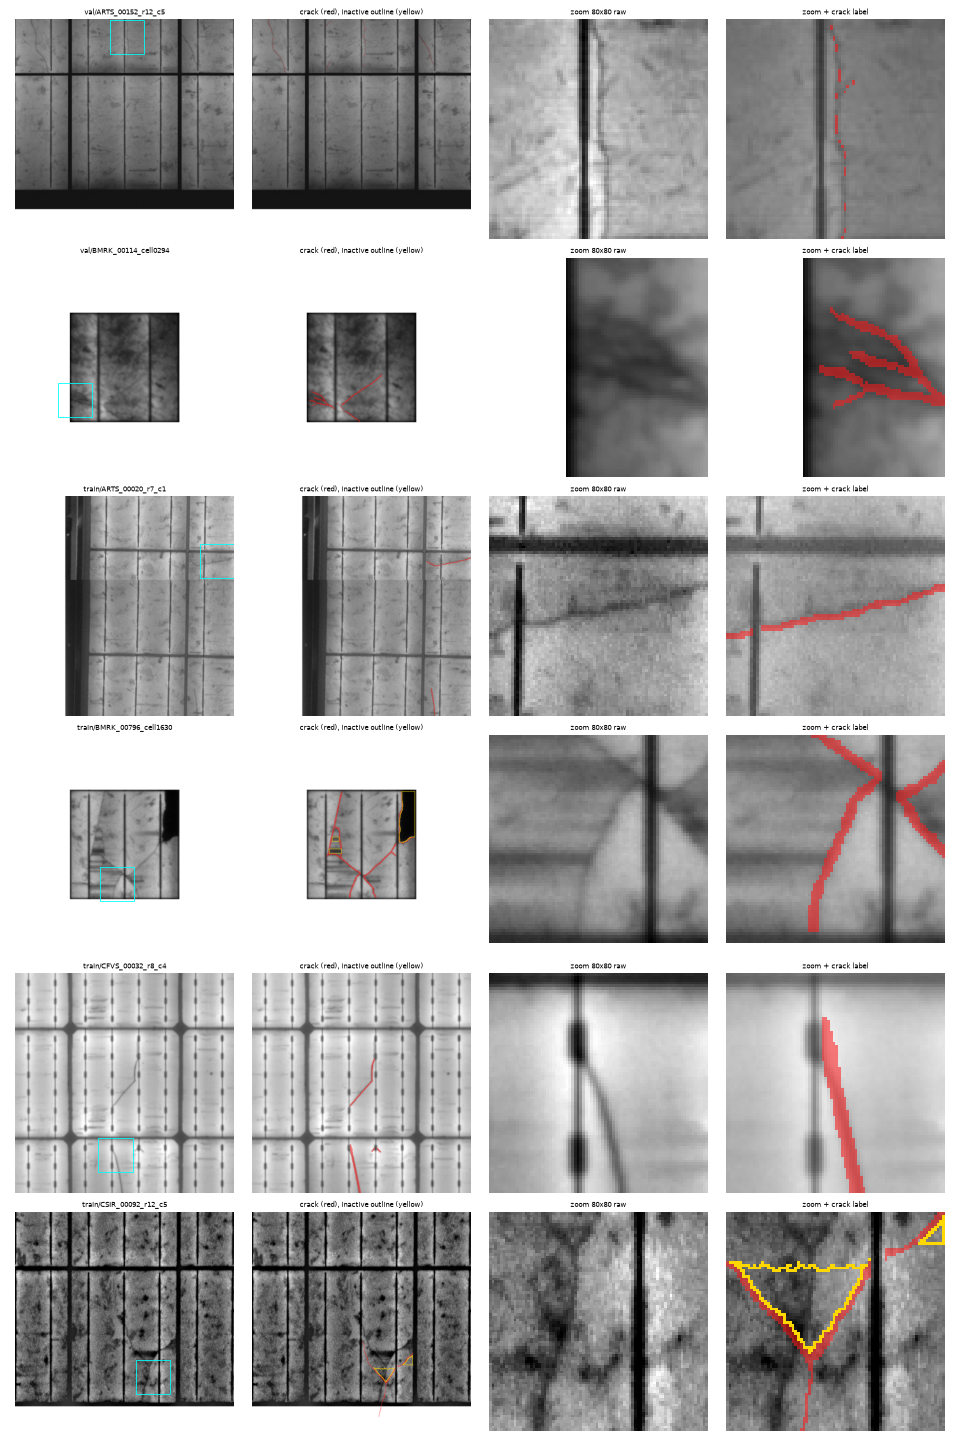 val/ARTS_00152_r12_c5
crack (red), inactive outline (yellow)
zoom 80x80 raw
zoom + crack label
val/BMRK_00114_cell0294
crack (red), inactive outline (yellow)
zoom 80x80 raw
zoom + crack label
train/ARTS_00020_r7_c1
crack (red), inactive outline (yellow)
zoom 80x80 raw
zoom + crack label
train/BMRK_00796_cell1630
crack (red), inactive outline (yellow)
zoom 80x80 raw
zoom + crack label
train/CFVS_00032_r8_c4
crack (red), inactive outline (yellow)
zoom 80x80 raw
zoom + crack label
train/CSIR_00092_r12_c5
crack (red), inactive outline (yellow)
zoom 80x80 raw
zoom + crack label